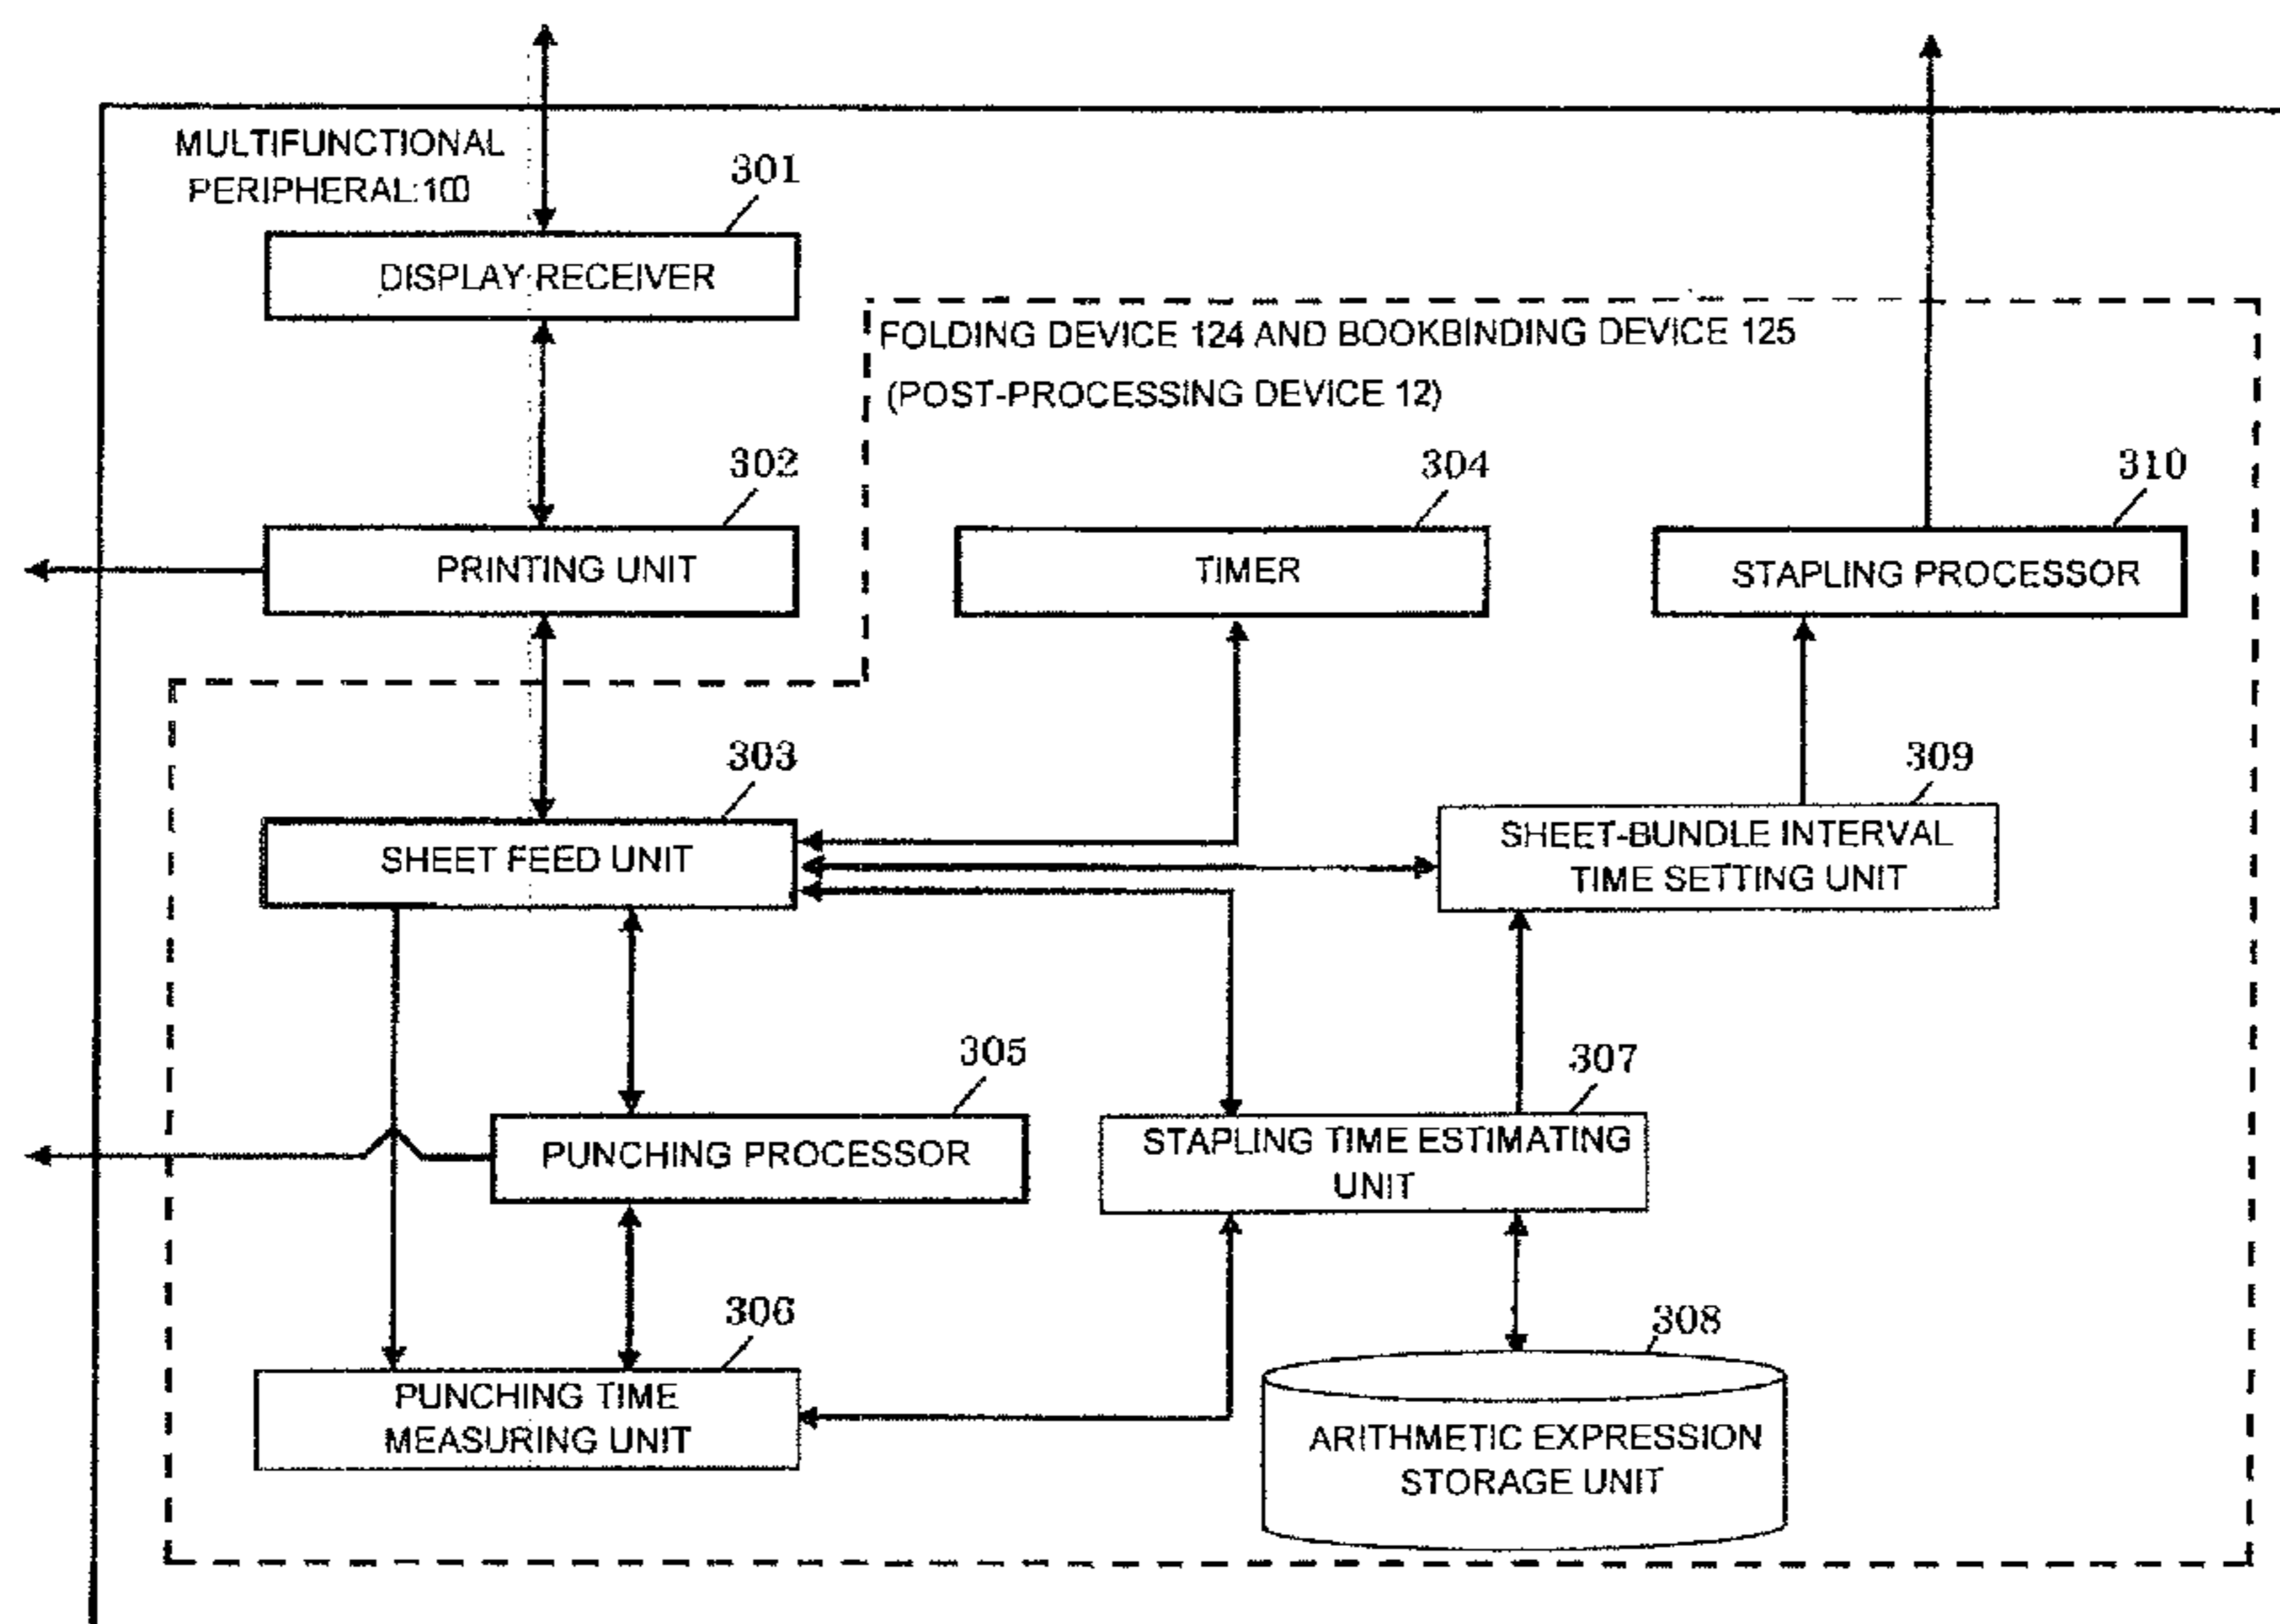 MULTIFUNCTIONAL
PERIPHERAL:100
301
DISPLAY RECEIVER
FOLDING DEVICE 124 AND BOOKBINDING DEVICE 125
(POST-PROCESSING DEVICE 12)
302
PRINTING UNIT
304
TIMER
310
STAPLING PROCESSOR
303
SHEET FEED UNIT
309
SHEET-BUNDLE INTERVAL
TIME SETTING UNIT
305
PUNCHING PROCESSOR
307
STAPLING TIME ESTIMATING
UNIT
306
PUNCHING TIME
MEASURING UNIT
308
ARITHMETIC EXPRESSION
STORAGE UNIT